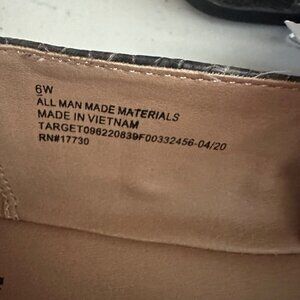 6W
ALL MAN MADE MATERIALS
MADE IN VIETNAM
TARGET096220839F00332456-04/20
RN#17730